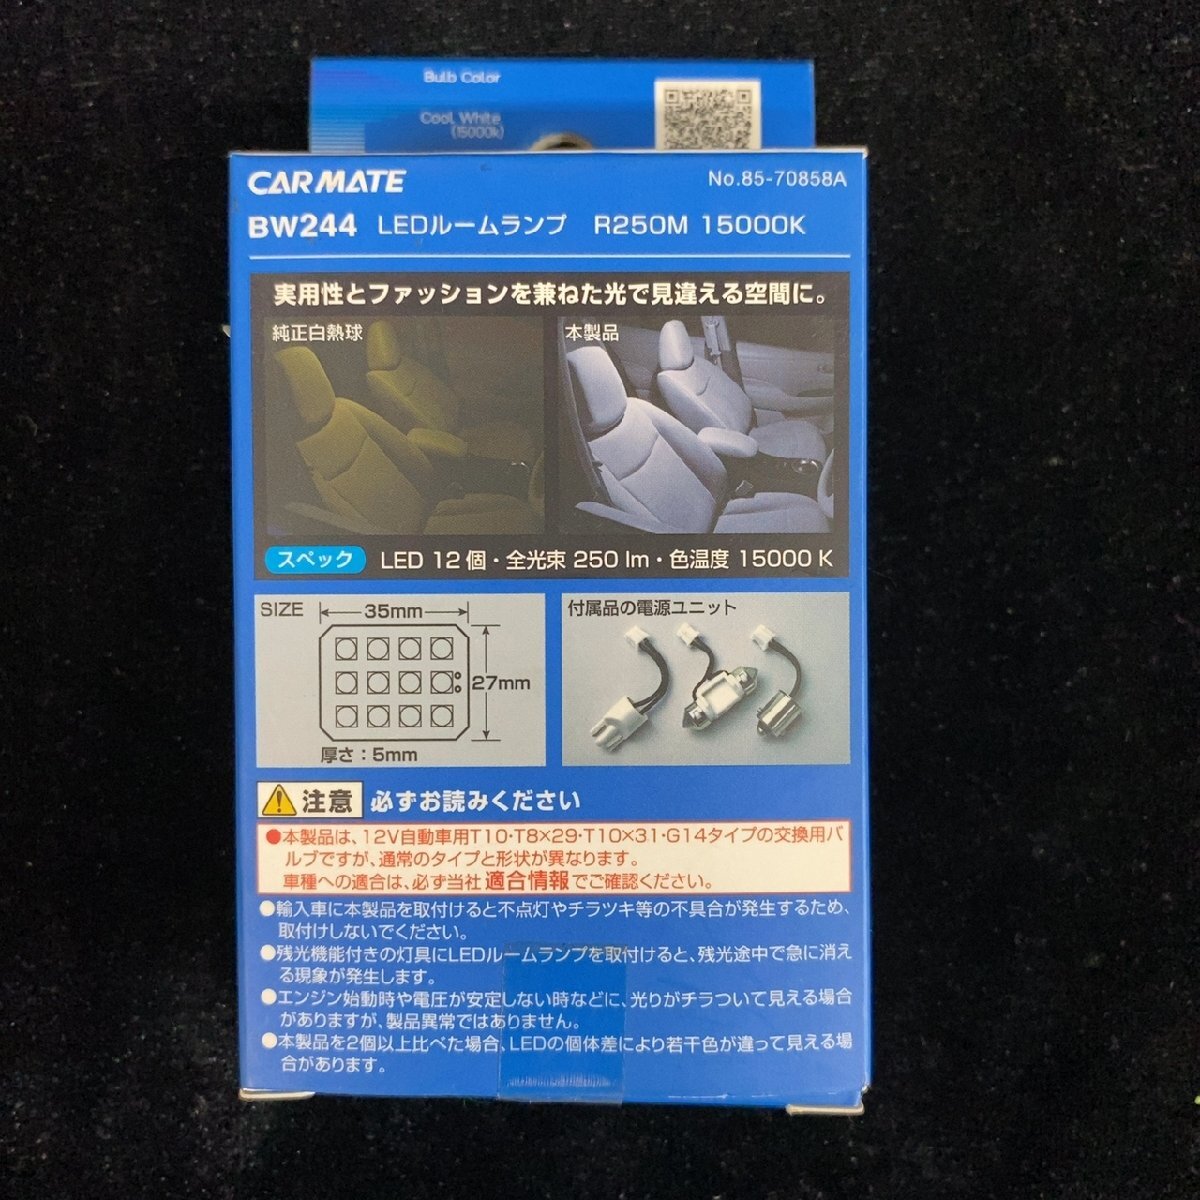 Bulb Color
Cool White
(15000k)
CARMATE
No.85-70858A
BW244 LEDルームランプ R250M 15000K
実用性とファッションを兼ねた光で見違える空間に。
純正白熱球
本製品
スペック LED 12個・全光束 250 lm・色温度 15000 K
SIZE
35mm
27mm
厚さ：5mm
付属品の電源ユニット
注意 必ずお読みください
●本製品は、12V自動車用T10・T8×29・T10×31・G14タイプの交換用バ
ルブですが、通常のタイプと形状が異なります。
車種への適合は、必ず当社 適合情報 でご確認ください。
●輸入車に本製品を取付けると不点灯やチラツキ等の不具合が発生するため、
取付けしないでください。
●残光機能付きの灯具にLEDルームランプを取付けると、残光途中で急に消え
る現象が発生します。
●エンジン始動時や電圧が安定しない時などに、光りがチラついて見える場合
がありますが、製品異常ではありません。
●本製品を2個以上比べた場合、LEDの個体差により若干色が違って見える場
合があります。